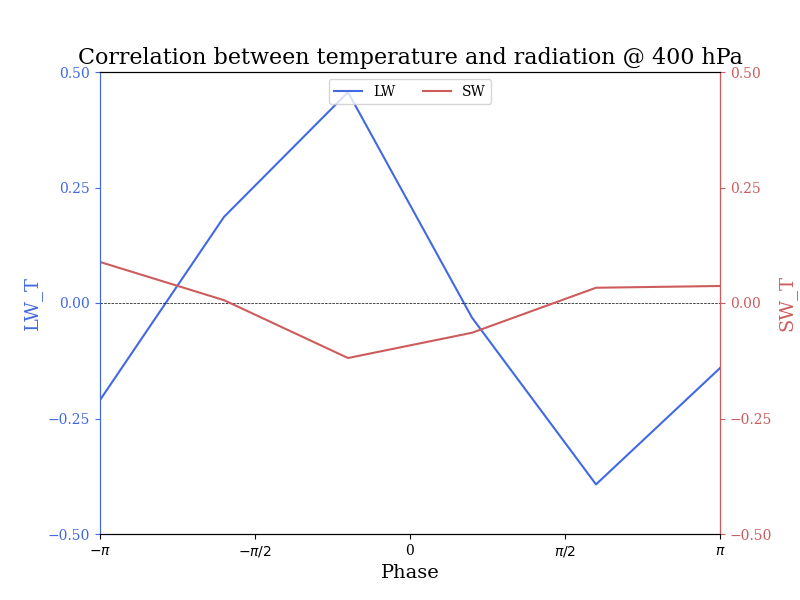 Correlation between temperature and radiation @ 400 hPa
LW SW
0.50 0.50
0.25 0.25
0.00 0.00
−0.25 −0.25
−0.50 −0.50
LW_T
SW_T
−π −π/2 0 π/2 π
Phase